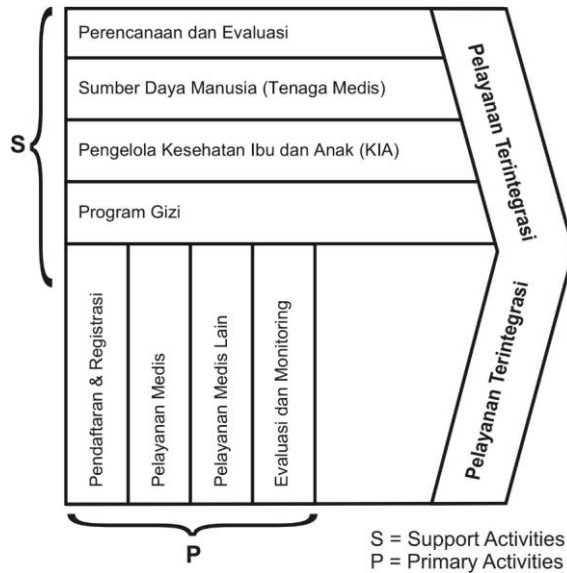 Perencanaan dan Evaluasi
Sumber Daya Manusia (Tenaga Medis)
Pengelola Kesehatan Ibu dan Anak (KIA)
Program Gizi
S
Pelayanan Terintegrasi
Pendaftaran & Registrasi
Pelayanan Medis
Pelayanan Medis Lain
Evaluasi dan Monitoring
Pelayanan Terintegrasi
P
S = Support Activities
P = Primary Activities